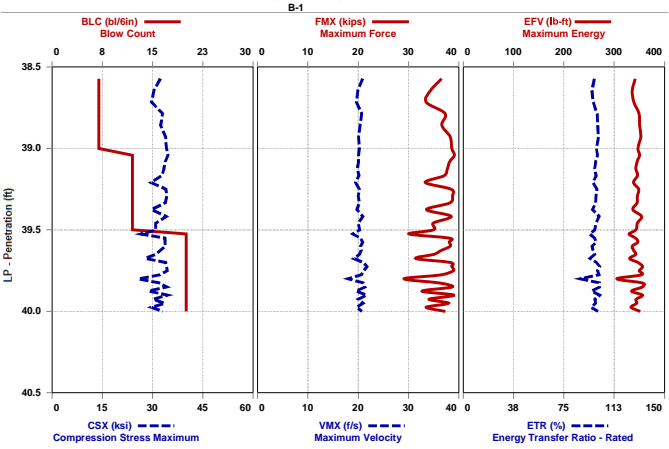 B-1
BLC (bl/6in)
Blow Count
FMX (kips)
Maximum Force
EFV (lb-ft)
Maximum Energy
0 8 15 23 30
0 10 20 30 40
0 100 200 300 400
38.5
39.0
39.5
40.0
40.5
LP - Penetration (ft)
0 15 30 45 60
0 10 20 30 40
0 38 75 113 150
CSX (ksi)
Compression Stress Maximum
VMX (f/s)
Maximum Velocity
ETR (%)
Energy Transfer Ratio - Rated